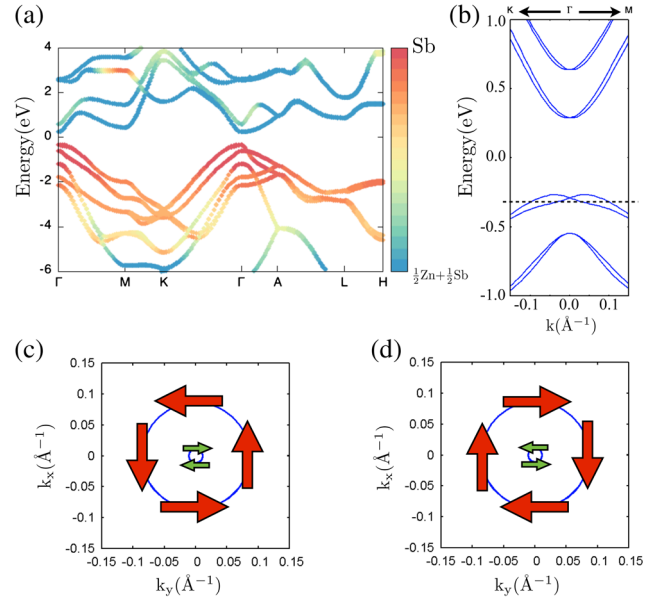 (a)
Sb
Energy(eV)
4
2
0
-2
-4
-6
Γ M K Γ A L H
½Zn+½Sb
(b)
K Γ M
Energy(eV)
1.0
0.5
0.0
-0.5
-1.0
-0.1 0.0 0.1
k(Å⁻¹)
(c)
kₓ(Å⁻¹)
0.15
0.1
0.05
0
-0.05
-0.1
-0.15
-0.15 -0.1 -0.05 0 0.05 0.1 0.15
k_y(Å⁻¹)
(d)
kₓ(Å⁻¹)
0.15
0.1
0.05
0
-0.05
-0.1
-0.15
-0.15 -0.1 -0.05 0 0.05 0.1 0.15
k_y(Å⁻¹)